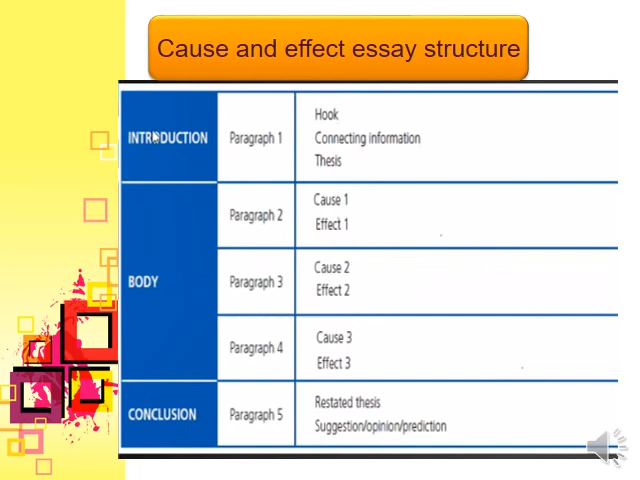 Cause and effect essay structure
INTRODUCTION
Paragraph 1
Hook
Connecting information
Thesis
BODY
Paragraph 2
Cause 1
Effect 1
Paragraph 3
Cause 2
Effect 2
Paragraph 4
Cause 3
Effect 3
CONCLUSION
Paragraph 5
Restated thesis
Suggestion/opinion/prediction